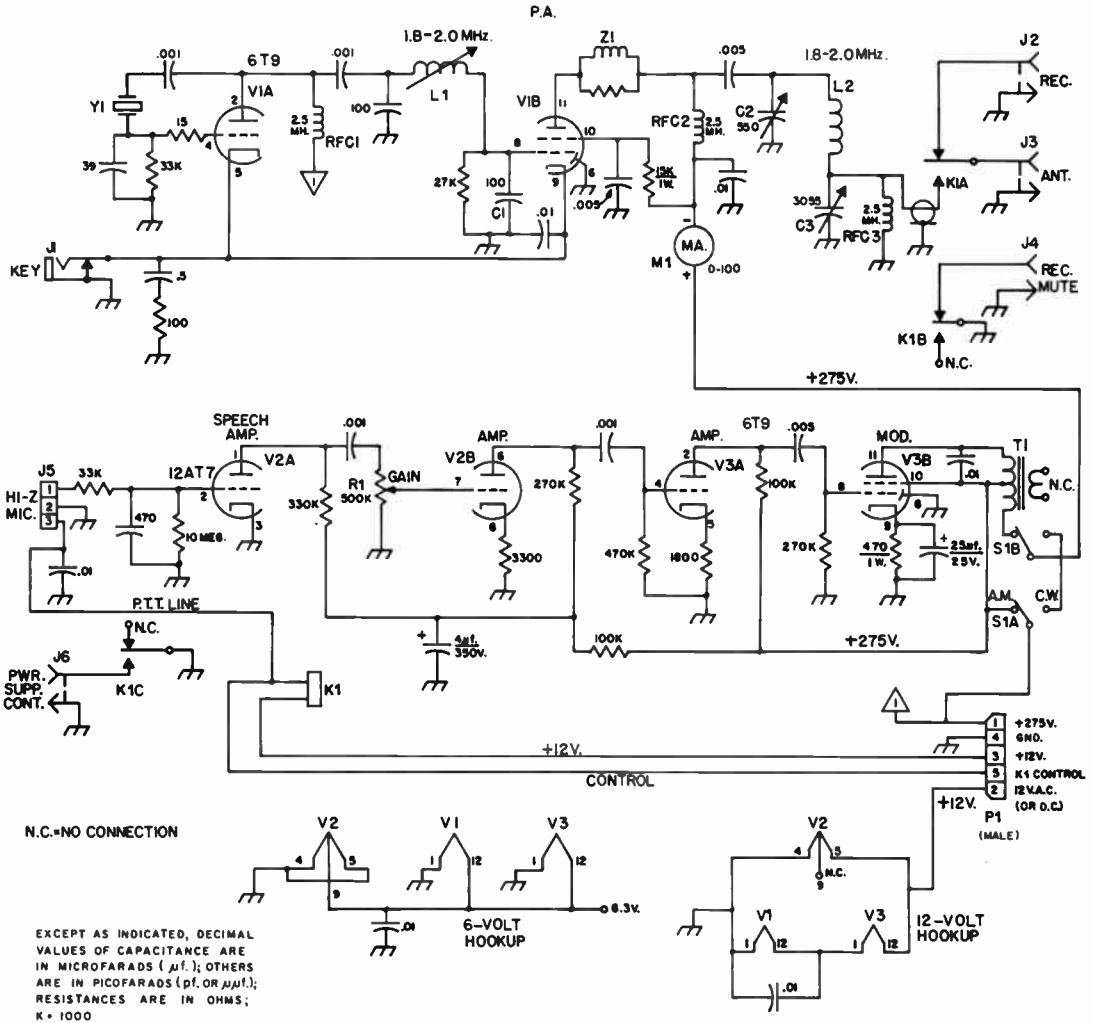 P.A.
.001
6T9
V1A
.001
1.8-2.0 MHz.
L1
Z1
.005
1.8-2.0 MHz.
J2
REC.
Y1
2
15
4
5
39
33K
2.5
MH.
RFC1
1
100
V1B
11
10
8
6
9
27K
100
C1
.01
.005
15K
1W.
RFC2
2.5
MH.
.01
C2
550
L2
3055
C3
2.5
MH.
RFC3
K1A
J3
ANT.
J4
REC.
MUTE
K1B
N.C.
J1
KEY
.5
100
-
MA.
M1
0-100
+
+275V.
SPEECH
AMP.
1
V2A
12AT7
2
3
J5
1
2
3
HI-Z
MIC.
33K
470
10 MEG.
.01
P.T.T. LINE
330K
.001
R1
500K
GAIN
AMP.
6
V2B
7
8
3300
270K
.001
AMP.
2
V3A
4
5
470K
1800
6T9
100K
.005
MOD.
11
V3B
10
8
6
9
270K
470
1W.
+
25µf.
25V.
.01
T1
N.C.
S1B
A.M.
C.W.
S1A
+
4µf.
350V.
100K
+275V.
N.C.
J6
PWR.
SUPP.
CONT.
K1C
K1
1
+12V.
CONTROL
1
+275V.
4
GND.
3
+12V.
5
K1 CONTROL
2
12V.A.C.
(OR D.C.)
+12V.
P1
(MALE)
N.C.=NO CONNECTION
V2
4
5
9
V1
1
12
V3
1
12
.01
6.3V.
6-VOLT
HOOKUP
V2
4
5
N.C.
9
V1
1
12
V3
1
12
.01
12-VOLT
HOOKUP
EXCEPT AS INDICATED, DECIMAL
VALUES OF CAPACITANCE ARE
IN MICROFARADS (µf.); OTHERS
ARE IN PICOFARADS (pf. OR µµf.);
RESISTANCES ARE IN OHMS;
K = 1000